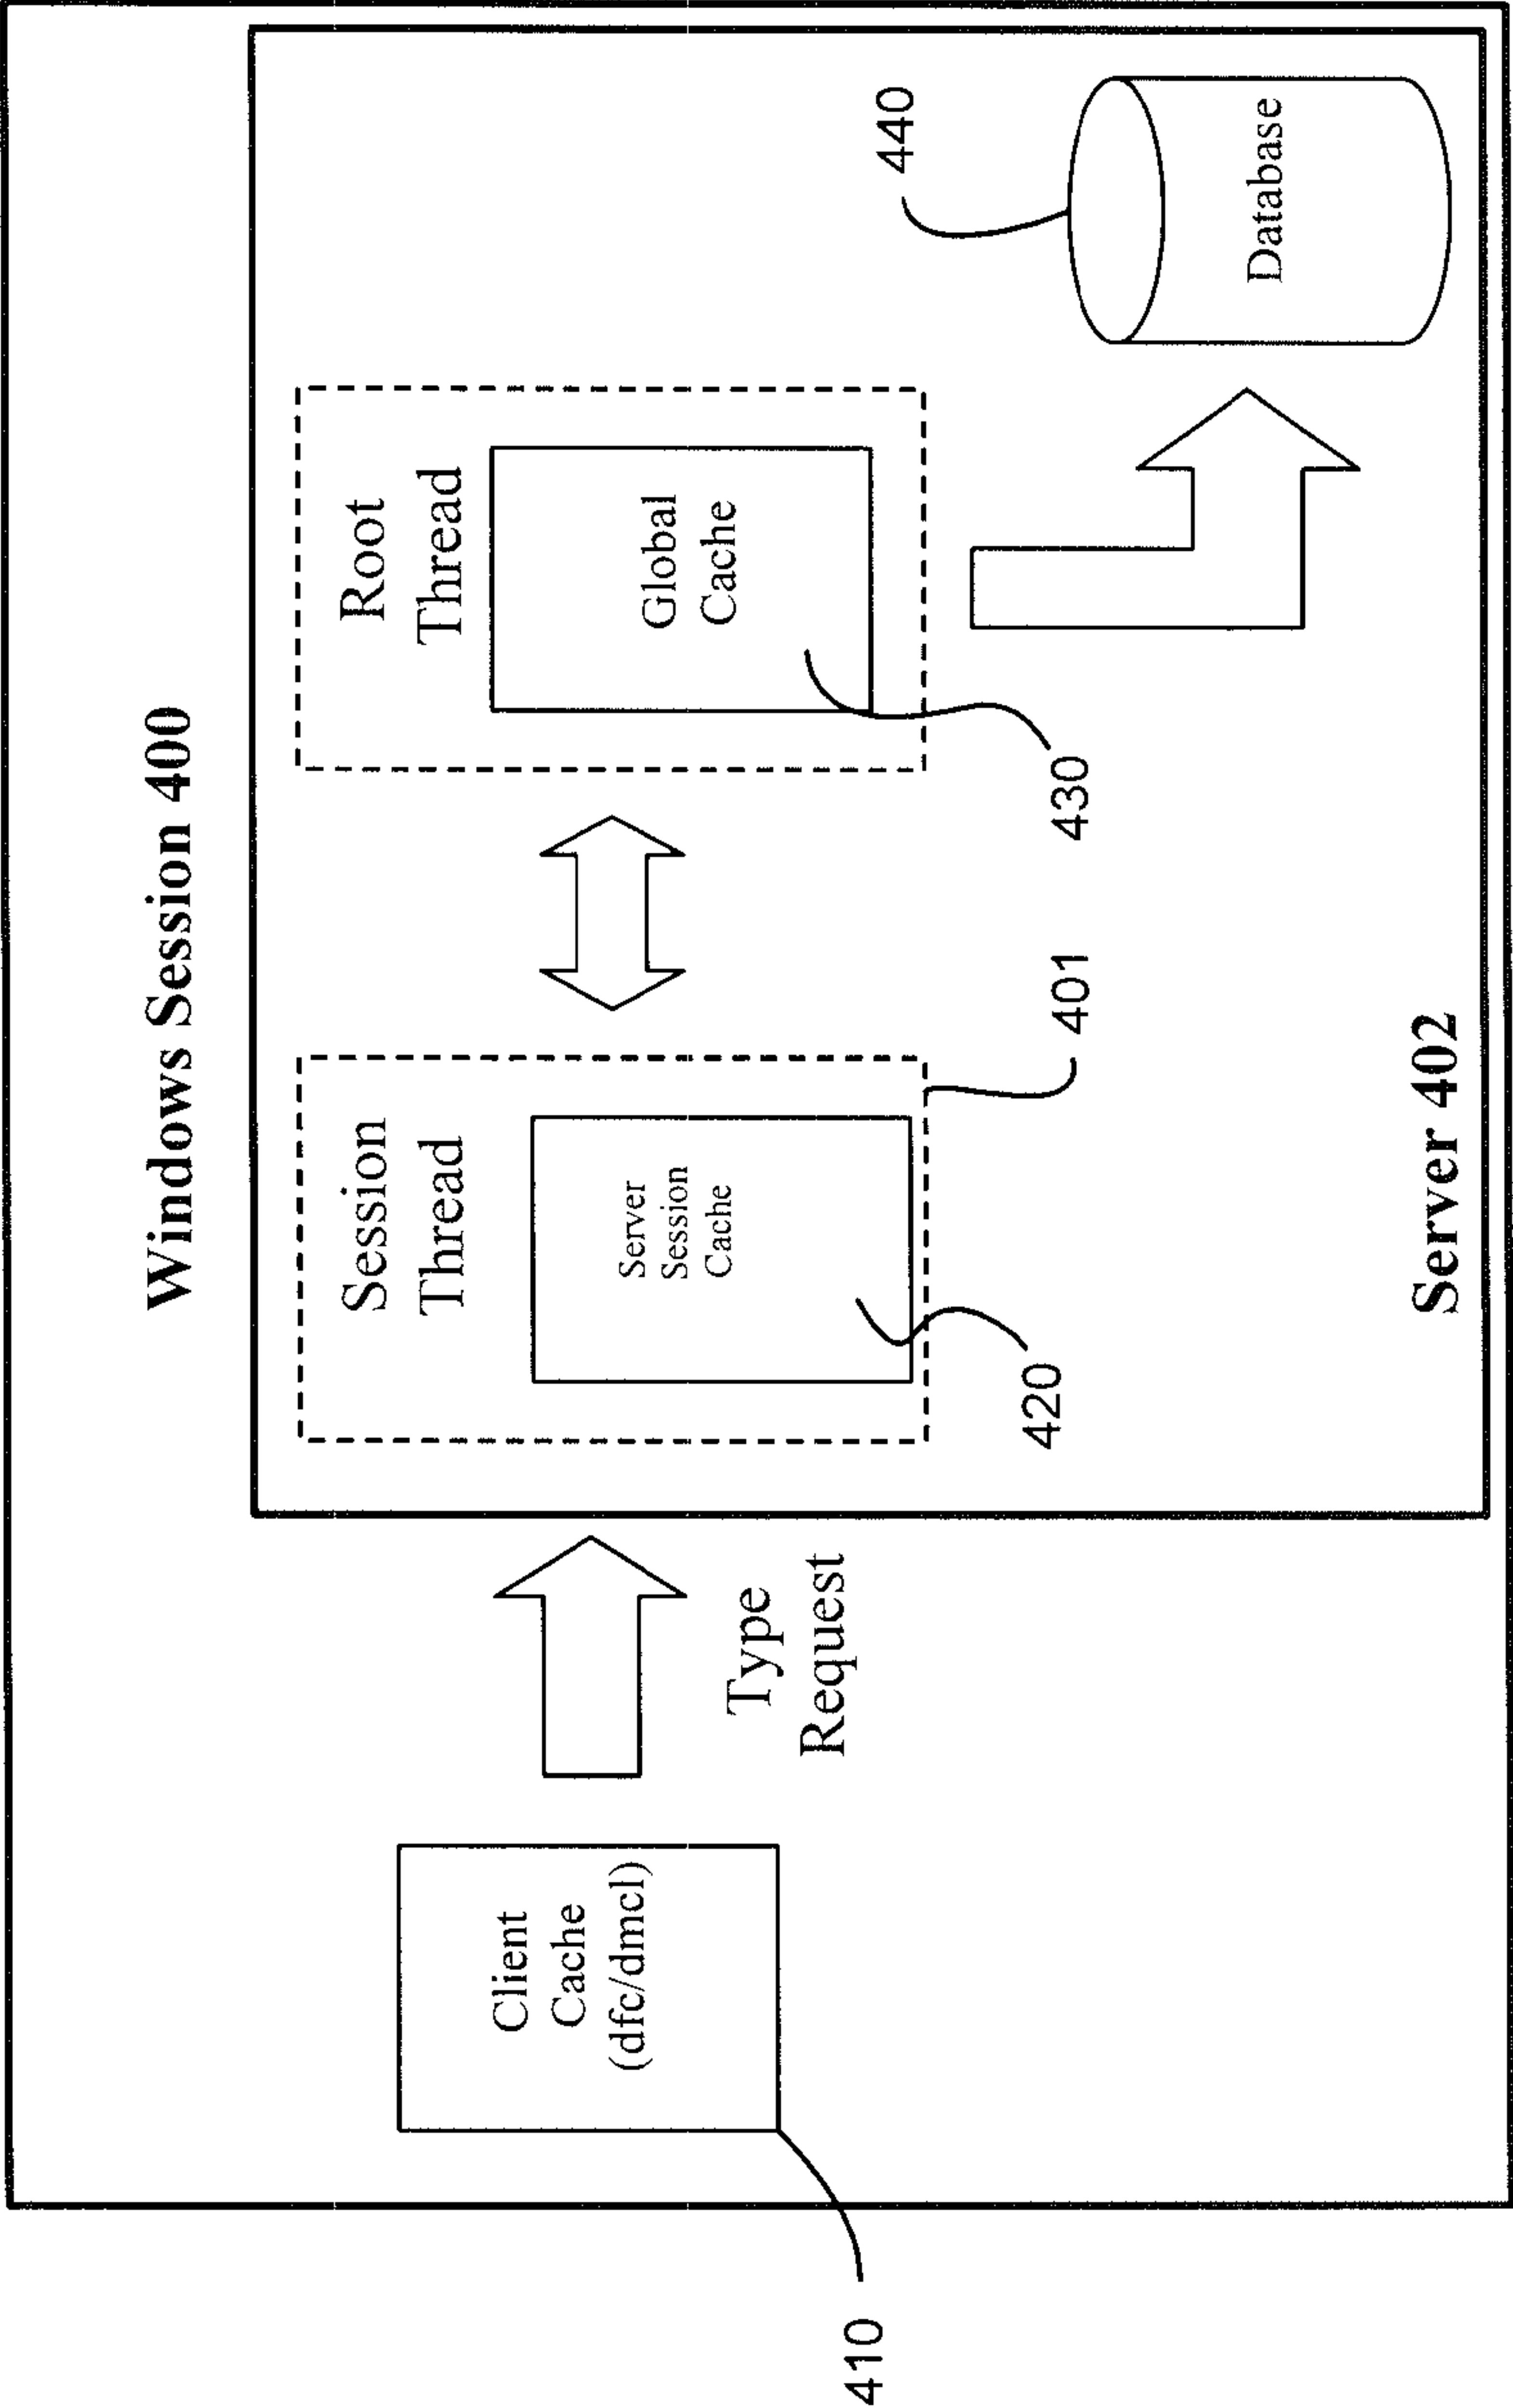 Windows Session 400
Client
Cache
(dfc/dmcl)
410
Type
Request
Session
Thread
Server
Session
Cache
420
401
Root
Thread
Global
Cache
430
440
Database
Server 402